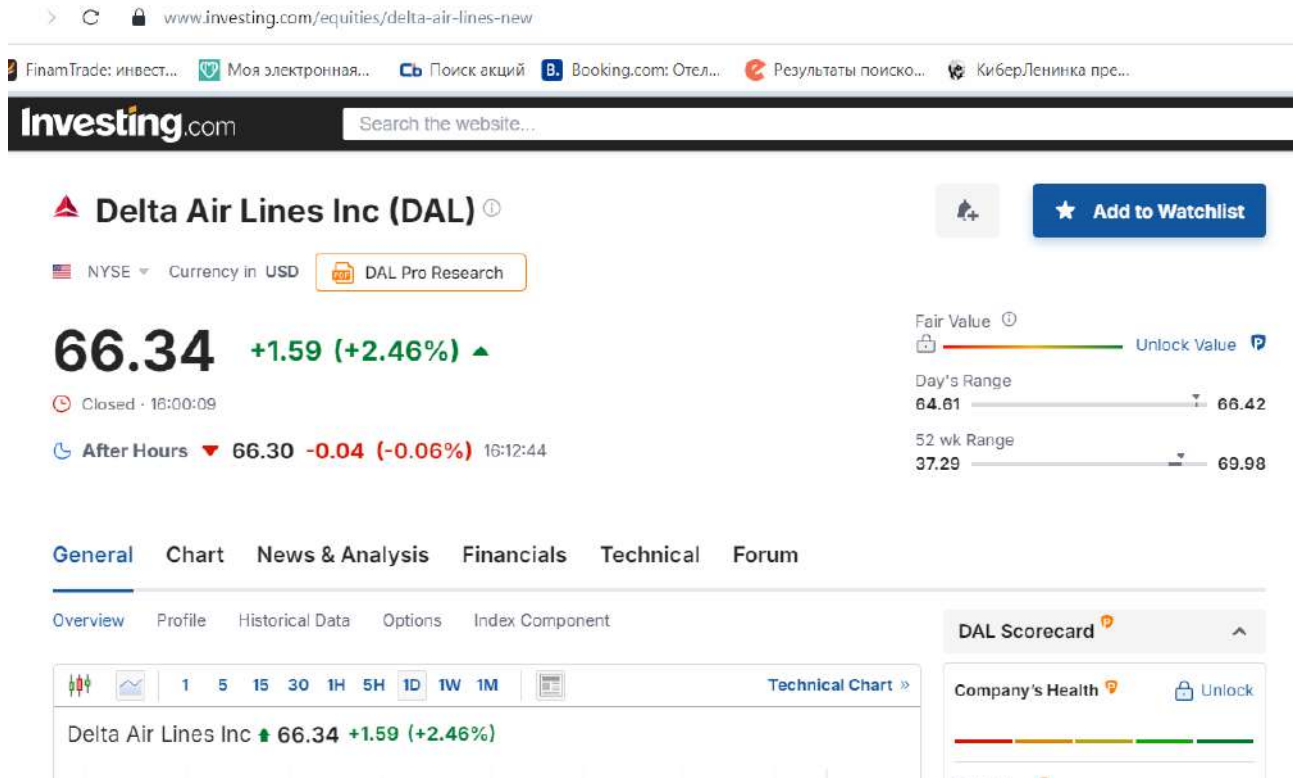 www.investing.com/equities/delta-air-lines-new
FinamTrade: инвест... Моя электронная... Сь Поиск акций B. Booking.com: Отел... Результаты поиско... КиберЛенинка пре...
Investing.com Search the website...
Delta Air Lines Inc (DAL)
Add to Watchlist
NYSE Currency in USD DAL Pro Research
66.34 +1.59 (+2.46%)
Fair Value
Unlock Value
Closed · 16:00:09
Day's Range
64.61 66.42
After Hours 66.30 -0.04 (-0.06%) 16:12:44
52 wk Range
37.29 69.98
General Chart News & Analysis Financials Technical Forum
Overview Profile Historical Data Options Index Component
DAL Scorecard
1 5 15 30 1H 5H 1D 1W 1M Technical Chart »
Company's Health Unlock
Delta Air Lines Inc 66.34 +1.59 (+2.46%)